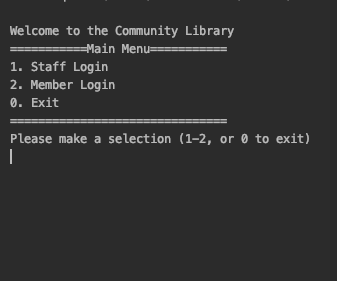 Welcome to the Community Library
===========Main Menu===========
1. Staff Login
2. Member Login
0. Exit
===============================
Please make a selection (1-2, or 0 to exit)